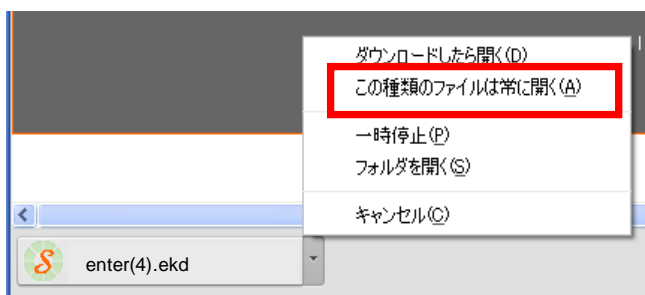 ダウンロードしたら開く(D)
この種類のファイルは常に開く(A)
一時停止(P)
フォルダを開く(S)
キャンセル(C)
S enter(4).ekd